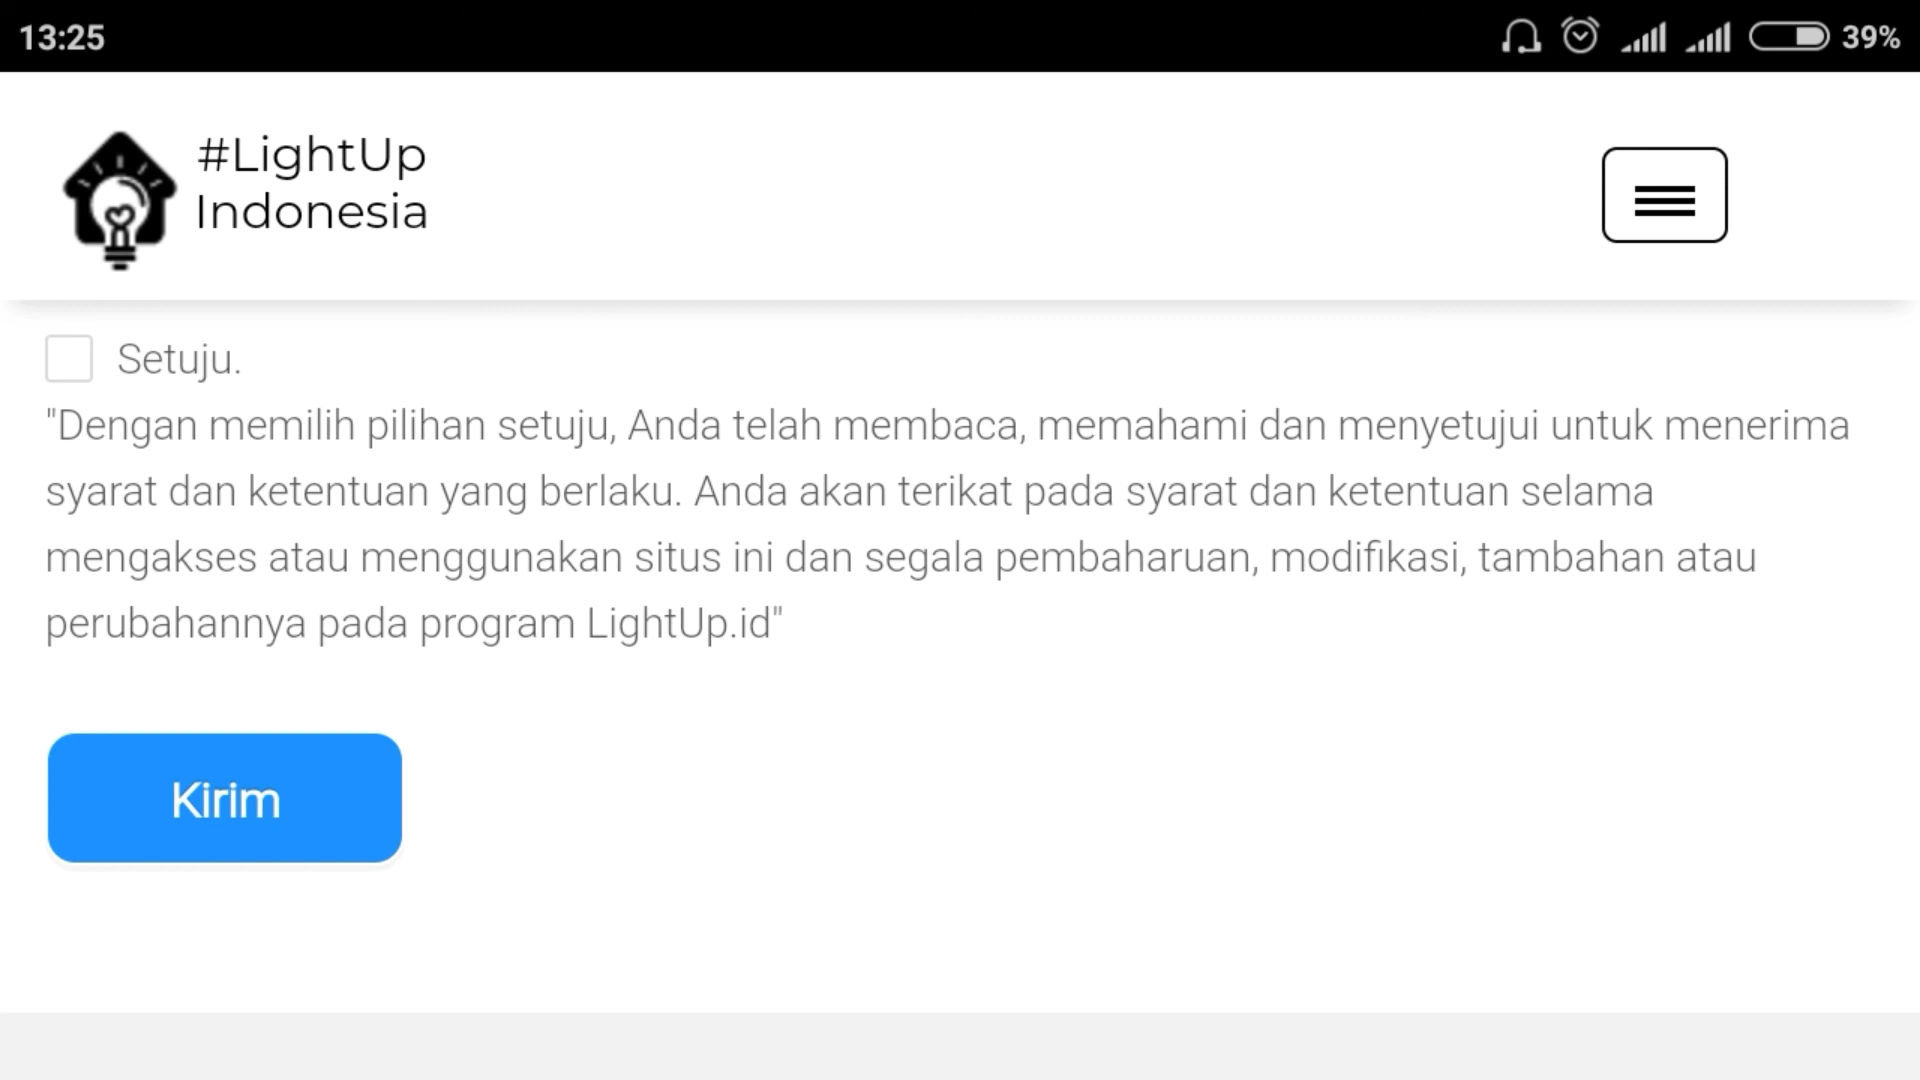 13:25
39%
#LightUp
Indonesia
Setuju.
"Dengan memilih pilihan setuju, Anda telah membaca, memahami dan menyetujui untuk menerima
syarat dan ketentuan yang berlaku. Anda akan terikat pada syarat dan ketentuan selama
mengakses atau menggunakan situs ini dan segala pembaharuan, modifikasi, tambahan atau
perubahannya pada program LightUp.id"
Kirim